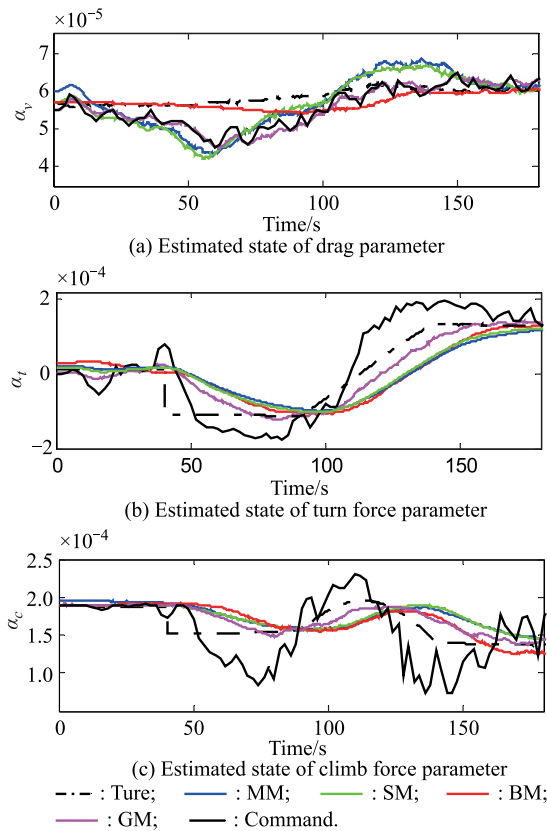 ×10⁻⁵
7
6
5
4
α_v
0 50 100 150
Time/s
(a) Estimated state of drag parameter
×10⁻⁴
2
0
−2
α_t
0 50 100 150
Time/s
(b) Estimated state of turn force parameter
×10⁻⁴
2.5
2.0
1.5
1.0
α_c
0 50 100 150
Time/s
(c) Estimated state of climb force parameter
: Ture; : MM; : SM; : BM;
: GM; : Command.